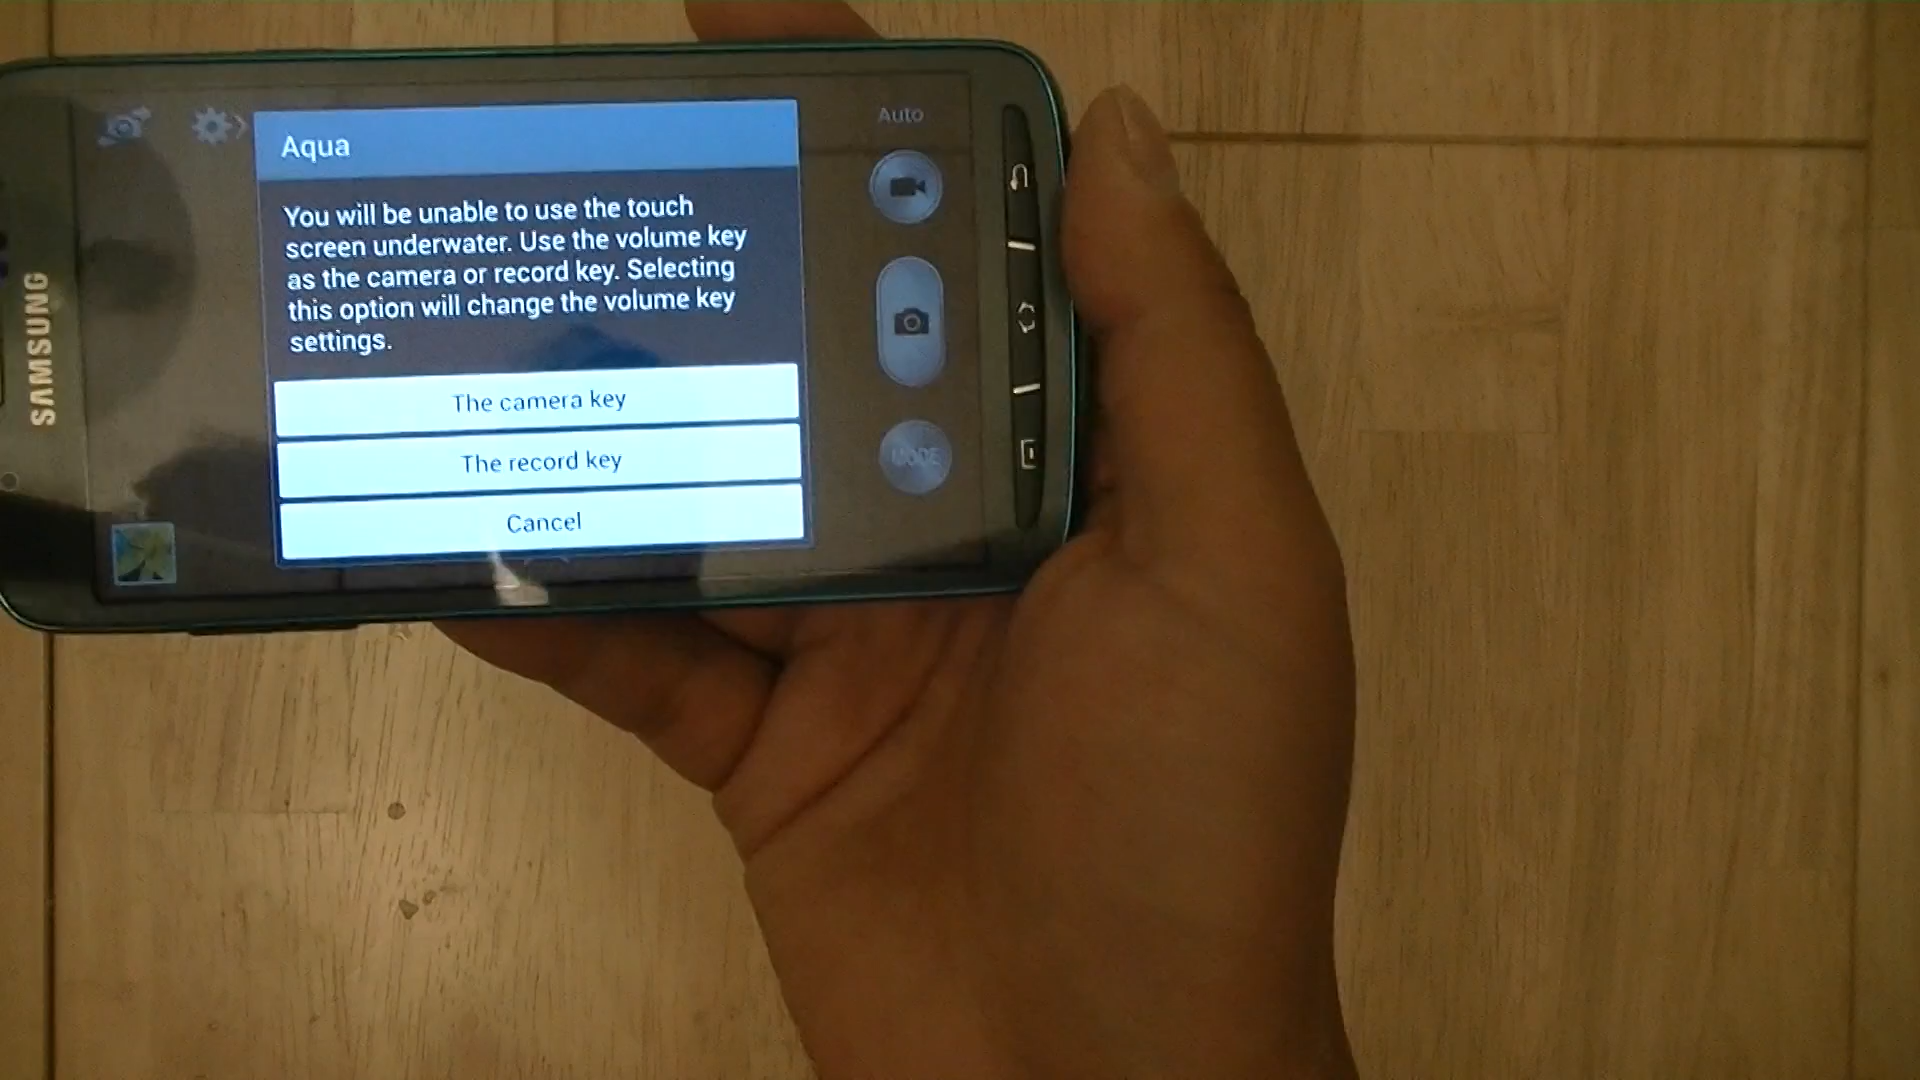 SAMSUNG
Auto
Aqua
You will be unable to use the touch
screen underwater. Use the volume key
as the camera or record key. Selecting
this option will change the volume key
settings.
The camera key
The record key
Cancel
MODE